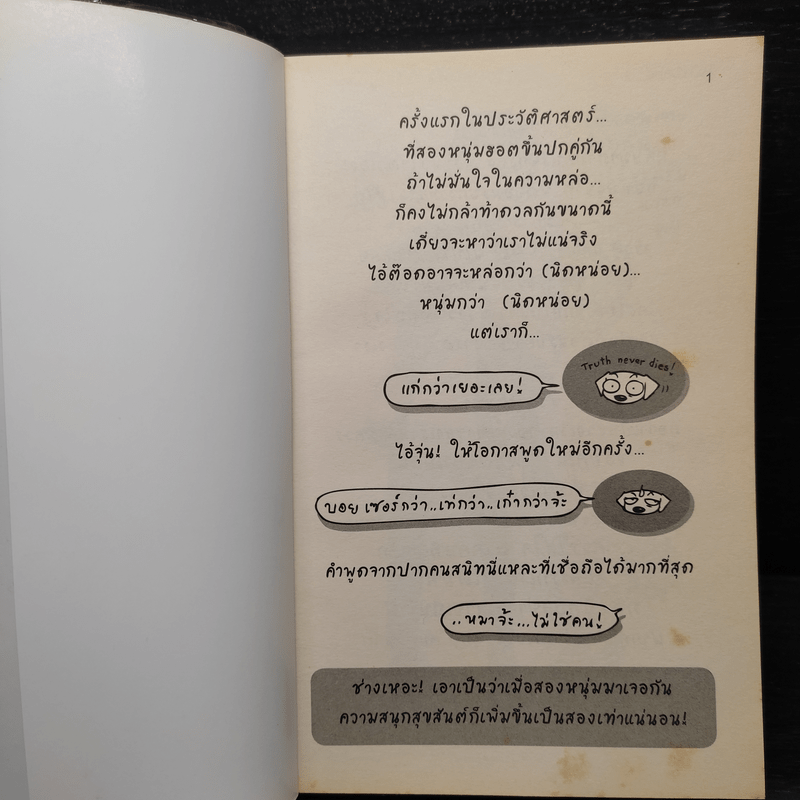 1
ครั้งแรกในประวัติศาสตร์...
ที่สองหนุ่มฮอตขึ้นปกคู่กัน
ถ้าไม่มั่นใจในความหล่อ...
ก็คงไม่กล้าท้าดวลกันขนาดนี้
เดี๋ยวจะหาว่าเราไม่แน่จริง
ไอ้ต๊อดอาจจะหล่อกว่า (นิดหน่อย)...
หนุ่มกว่า (นิดหน่อย)
แต่เราก็...
Truth never dies!
แก่กว่าเยอะเลย!
ไอ้จุ่น! ให้โอกาสพูดใหม่อีกครั้ง...
บอย เซอร์กว่า..เท่กว่า..เก๋ากว่าจ้ะ
คำพูดจากปากคนสนิทนี่แหละที่เชื่อถือได้มากที่สุด
..หมาจ้ะ...ไม่ใช่คน!
ช่างเหอะ! เอาเป็นว่าเมื่อสองหนุ่มมาเจอกัน
ความสนุกสุขสันต์ก็เพิ่มขึ้นเป็นสองเท่าแน่นอน!